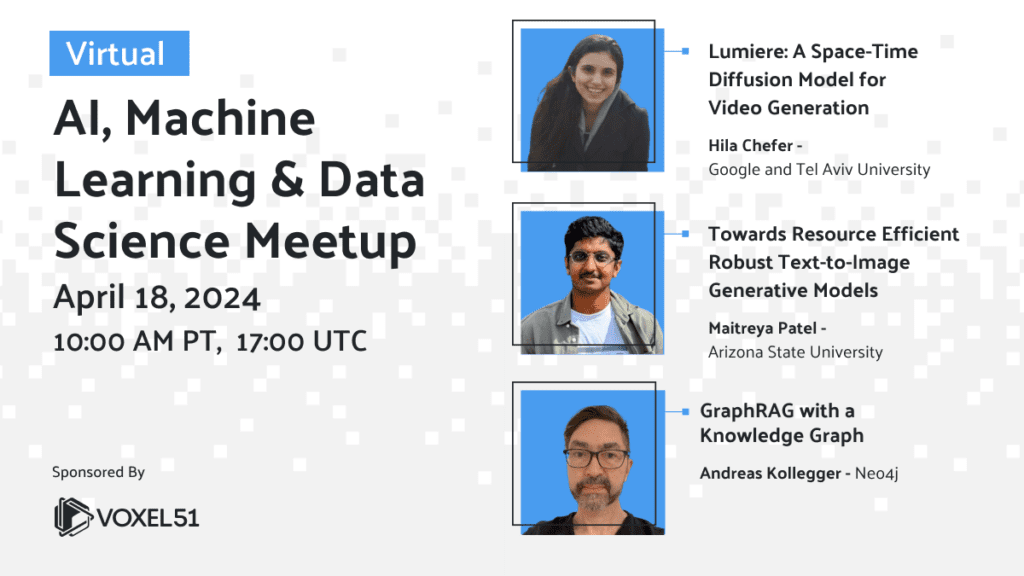 Virtual
AI, Machine
Learning & Data
Science Meetup
April 18, 2024
10:00 AM PT, 17:00 UTC
Sponsored By
VOXEL51
Lumiere: A Space-Time
Diffusion Model for
Video Generation
Hila Chefer -
Google and Tel Aviv University
Towards Resource Efficient
Robust Text-to-Image
Generative Models
Maitreya Patel -
Arizona State University
GraphRAG with a
Knowledge Graph
Andreas Kollegger - Neo4j